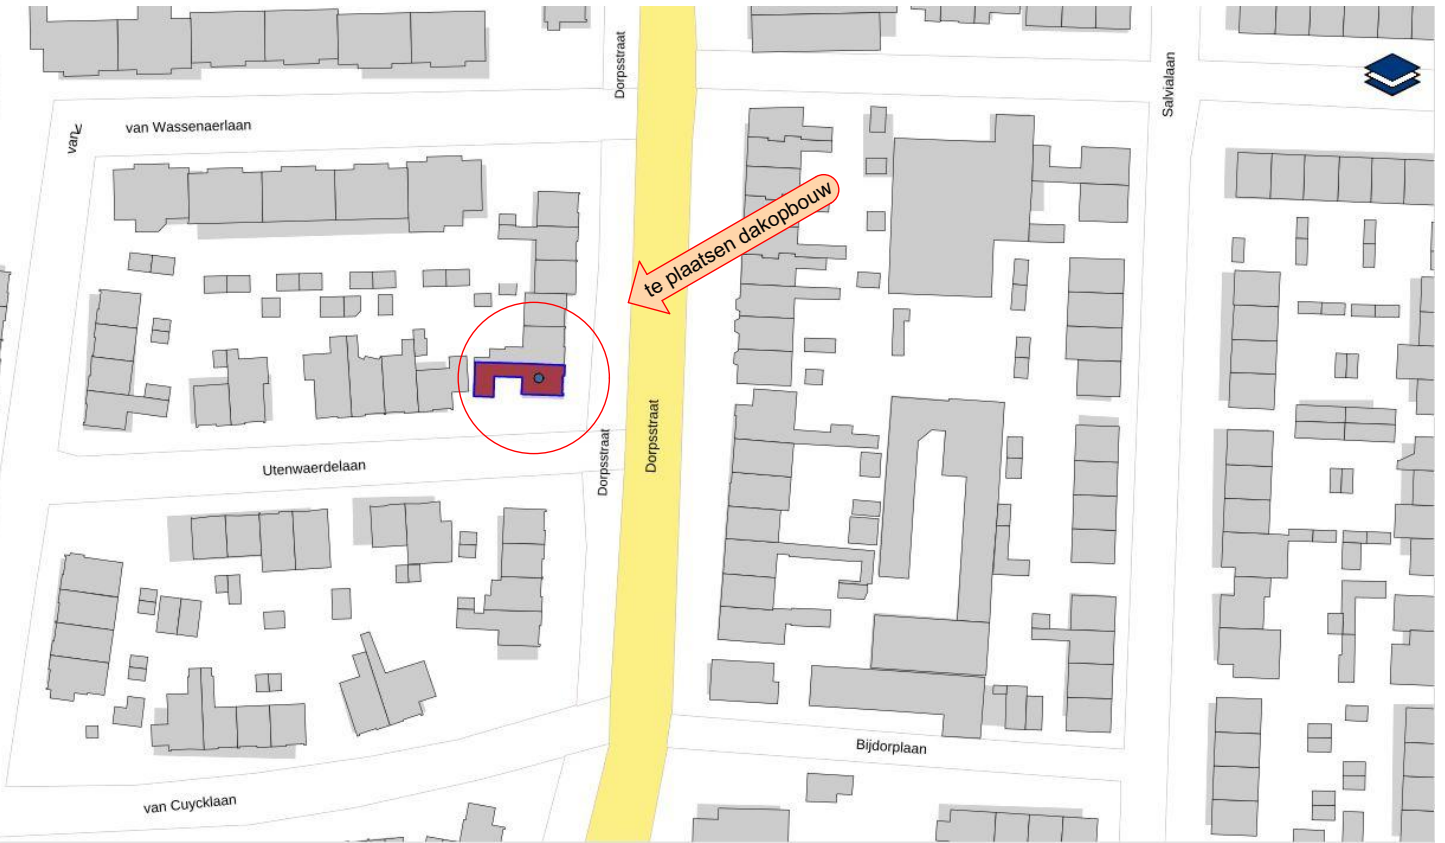 Dorpsstraat
Salvialaan
van Wassenaerlaan
van
te plaatsen dakopbouw
Dorpsstraat
Dorpsstraat
Utenwaerdelaan
Bijdorplaan
van Cuycklaan